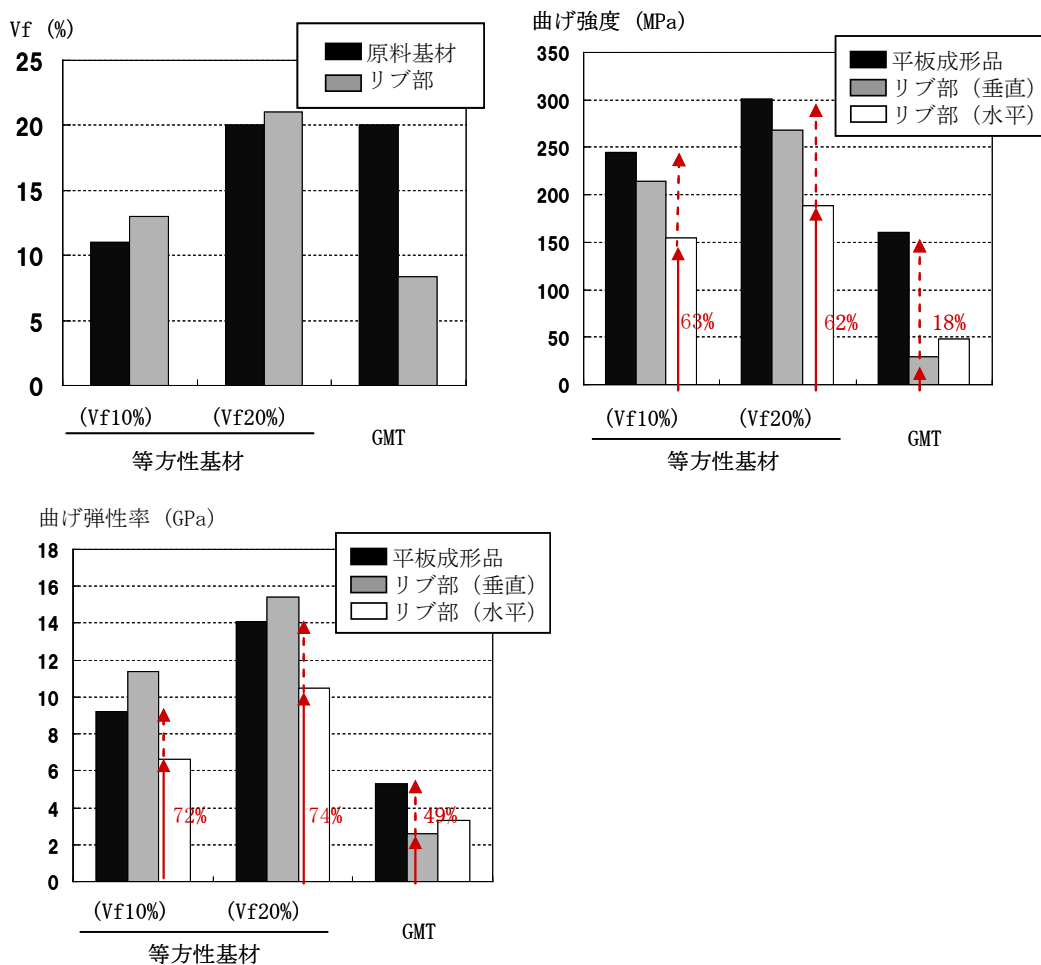 Vf (%)
原料基材
リブ部
25
20
15
10
5
0
(Vf10%)
(Vf20%)
GMT
等方性基材
曲げ強度 (MPa)
平板成形品
リブ部 (垂直)
リブ部 (水平)
350
300
250
200
150
100
50
0
63%
62%
18%
(Vf10%)
(Vf20%)
GMT
等方性基材
曲げ弾性率 (GPa)
平板成形品
リブ部 (垂直)
リブ部 (水平)
18
16
14
12
10
8
6
4
2
0
72%
74%
49%
(Vf10%)
(Vf20%)
GMT
等方性基材